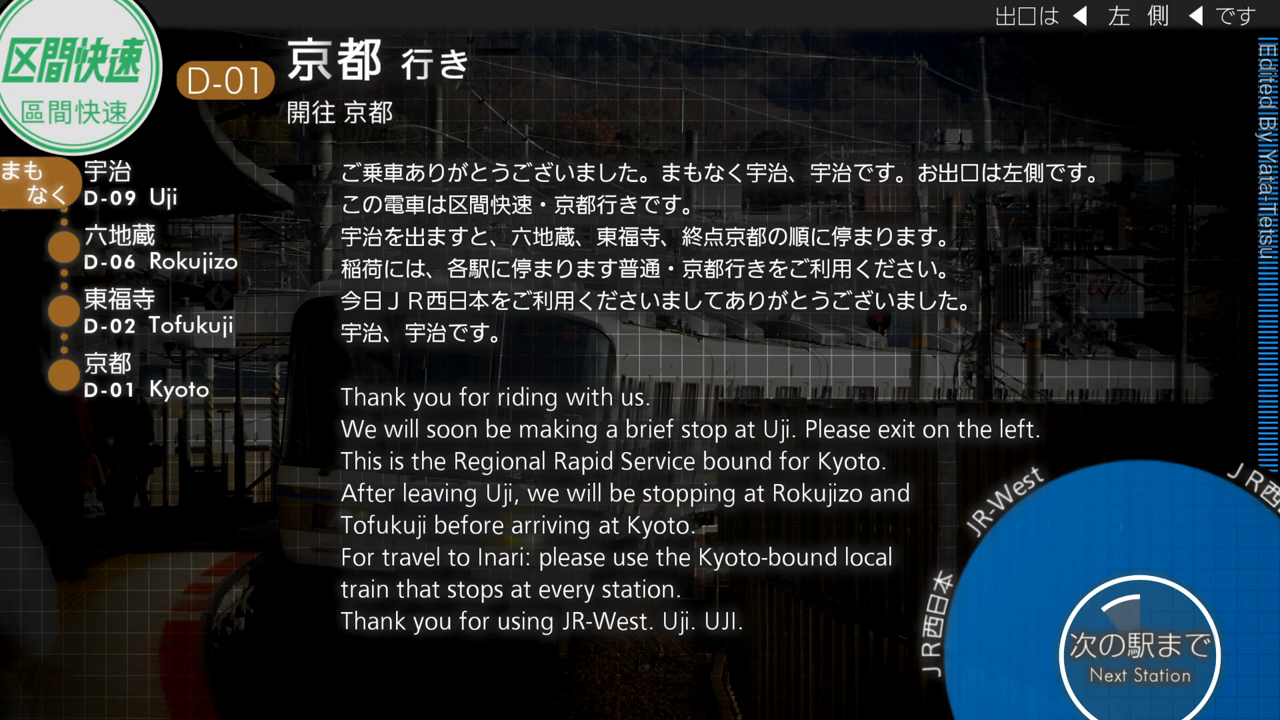 出口は ◀ 左 側 ◀ です
区間快速
區間快速
D-01
京都 行き
開往 京都
まも
なく
宇治
D-09 Uji
六地蔵
D-06 Rokujizo
東福寺
D-02 Tofukuji
京都
D-01 Kyoto
ご乗車ありがとうございました。まもなく宇治、宇治です。お出口は左側です。
この電車は区間快速・京都行きです。
宇治を出ますと、六地蔵、東福寺、終点京都の順に停まります。
稲荷には、各駅に停まります普通・京都行きをご利用ください。
今日ＪＲ西日本をご利用くださいましてありがとうございました。
宇治、宇治です。
Thank you for riding with us.
We will soon be making a brief stop at Uji. Please exit on the left.
This is the Regional Rapid Service bound for Kyoto.
After leaving Uji, we will be stopping at Rokujizo and
Tofukuji before arriving at Kyoto.
For travel to Inari: please use the Kyoto-bound local
train that stops at every station.
Thank you for using JR-West. Uji. UJI.
Edited By Yatai-Tetsu
ＪＲ西日本
JR-West
ＪＲ西
次の駅まで
Next Station